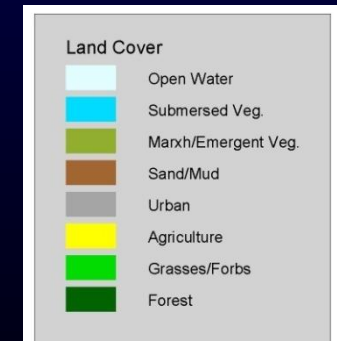 Land Cover
Open Water
Submersed Veg.
Marxh/Emergent Veg.
Sand/Mud
Urban
Agriculture
Grasses/Forbs
Forest